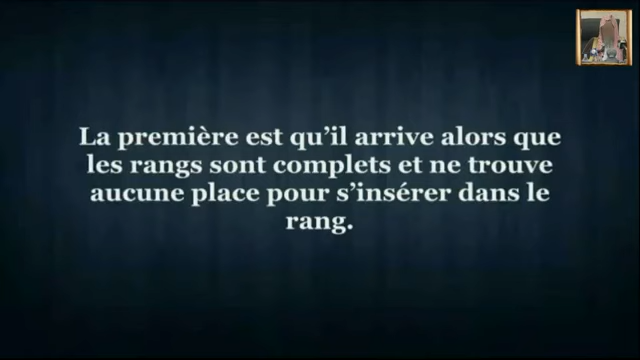 La première est qu’il arrive alors que
les rangs sont complets et ne trouve
aucune place pour s’insérer dans le
rang.